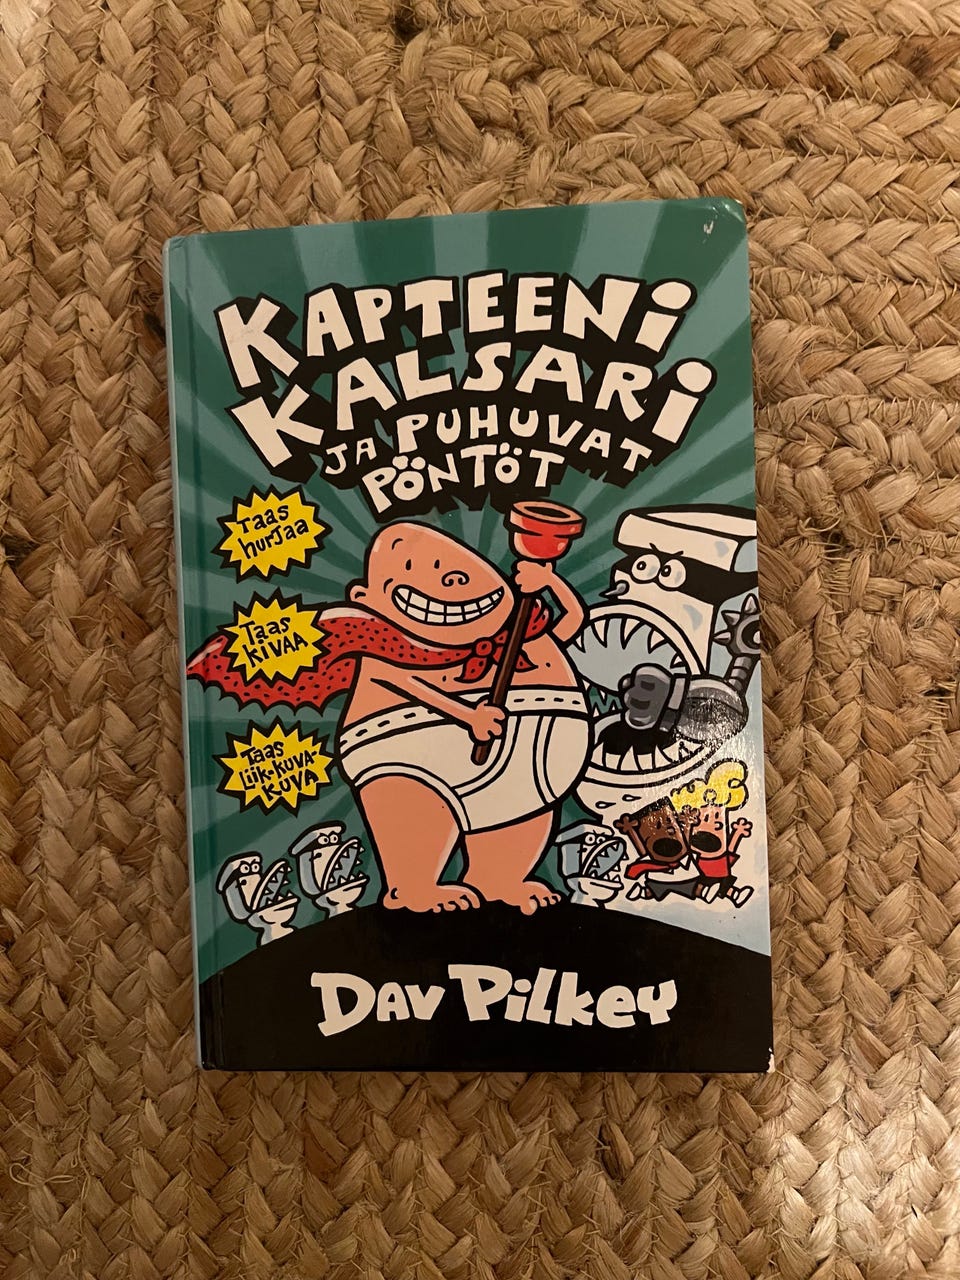 KAPTEENi
KALSARi
JA PUHUVAT
PÖNTÖT
Taas
hurjaa
Taas
kivaa
Taas
Liik-kuva-
kuva
Dav Pilkey